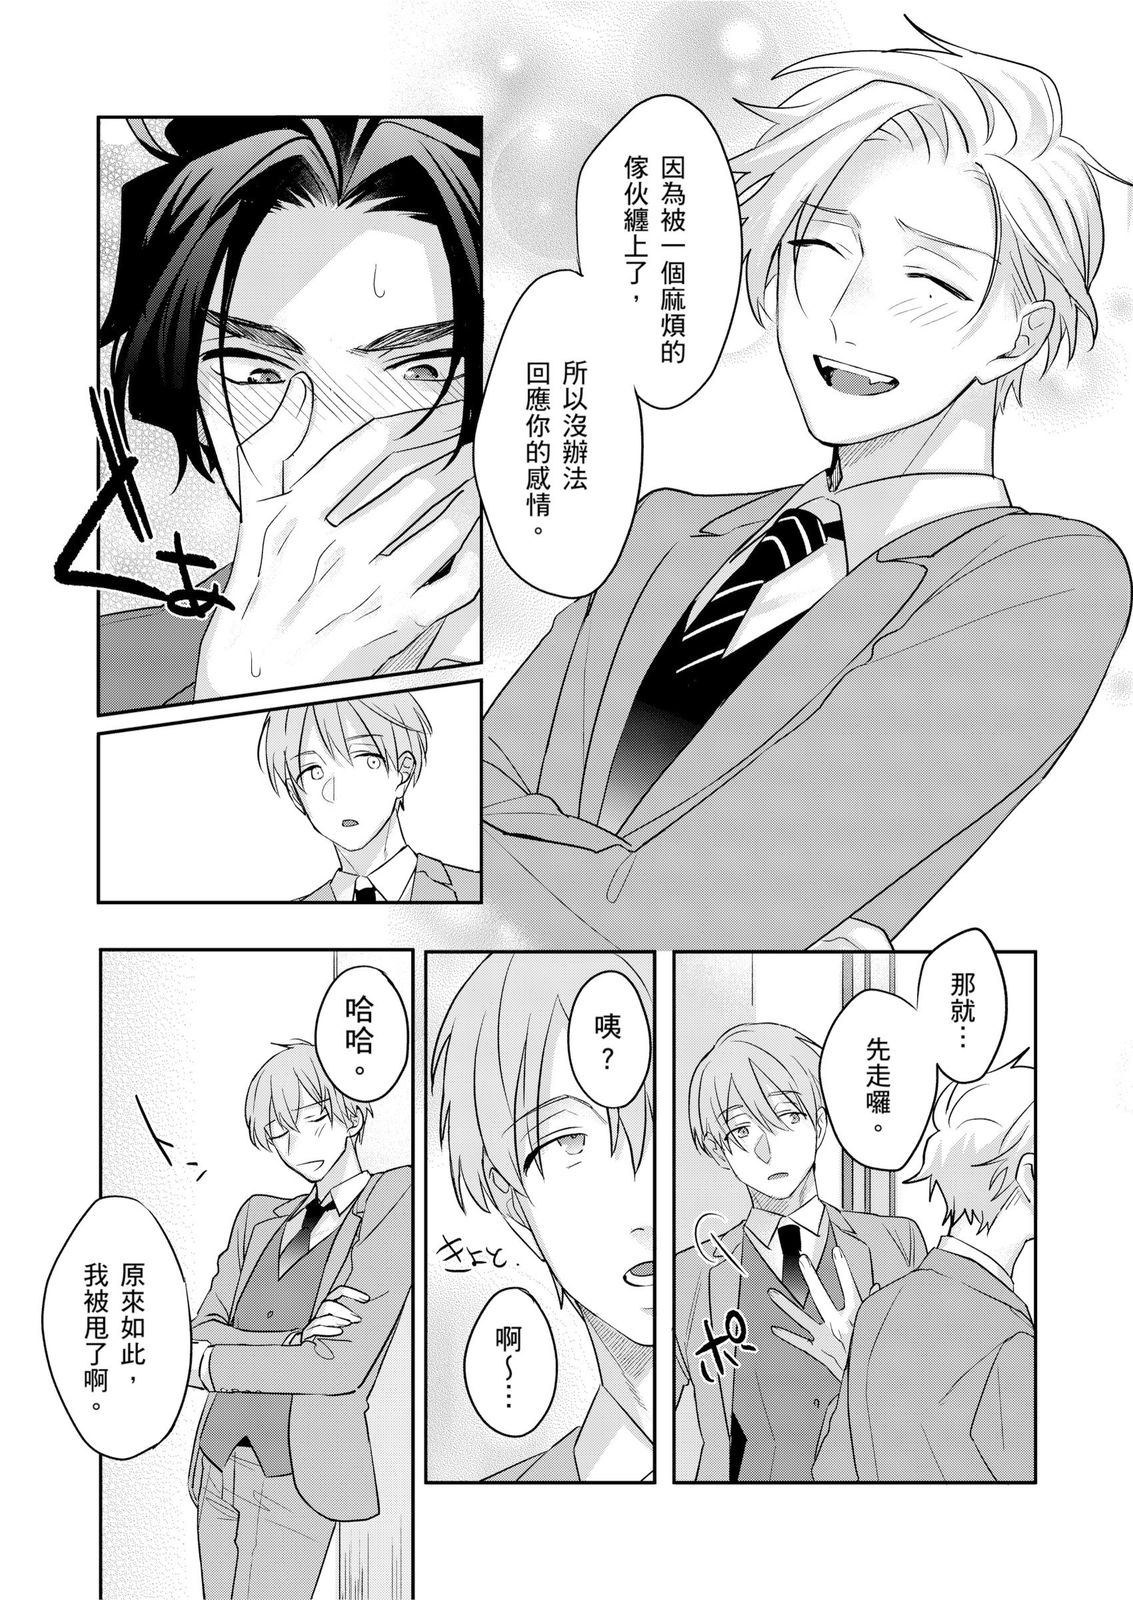 因為被一個麻煩的
傢伙纏上了，
所以沒辦法
回應你的感情。
ぐぁ
那就…
先走囉。
ポ
咦？
きょと
啊～…
哈哈。
原來如此，
我被甩了啊。